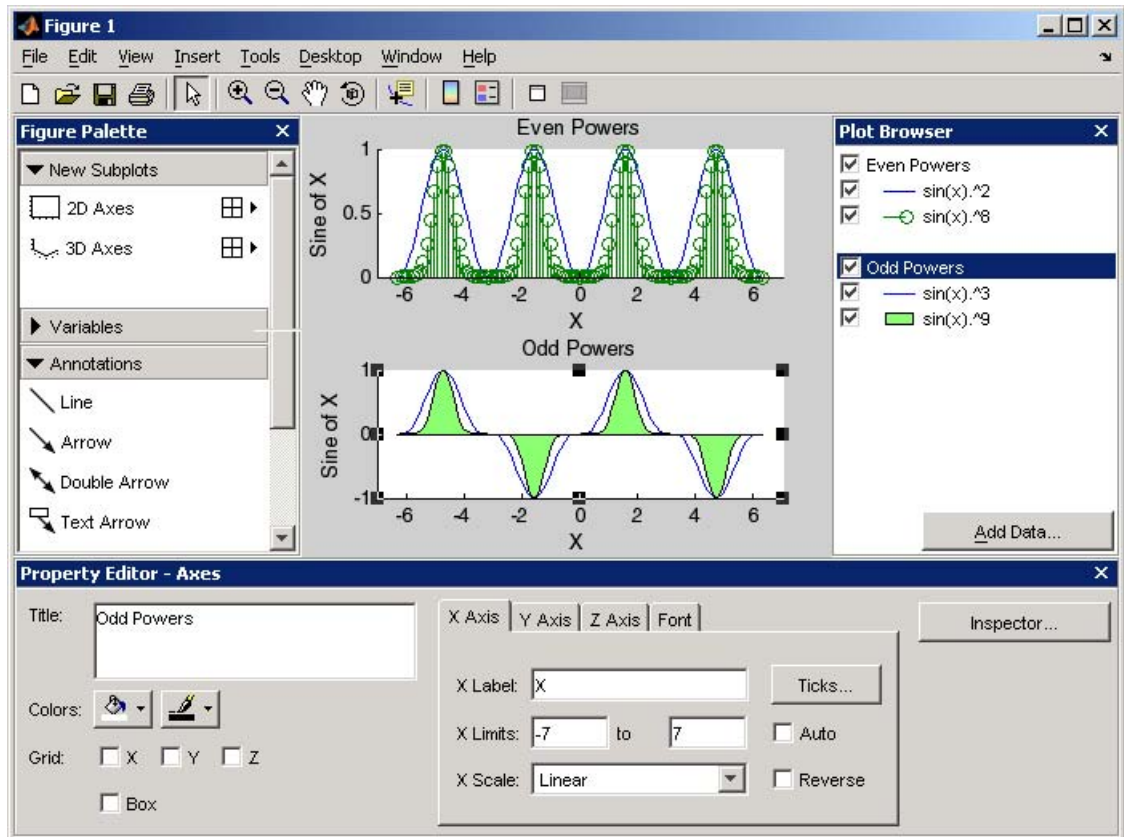 Figure 1
File Edit View Insert Tools Desktop Window Help
Figure Palette
New Subplots
2D Axes
3D Axes
Variables
Annotations
Line
Arrow
Double Arrow
Text Arrow
Even Powers
Sine of X
1
0.5
0
-6 -4 -2 0 2 4 6
X
Odd Powers
Sine of X
1
0
-1
-6 -4 -2 0 2 4 6
X
Plot Browser
Even Powers
sin(x).^2
sin(x).^8
Odd Powers
sin(x).^3
sin(x).^9
Add Data...
Property Editor - Axes
Title: Odd Powers
Colors:
Grid: X Y Z
Box
X Axis Y Axis Z Axis Font
X Label: X Ticks...
X Limits: -7 to 7 Auto
X Scale: Linear Reverse
Inspector...